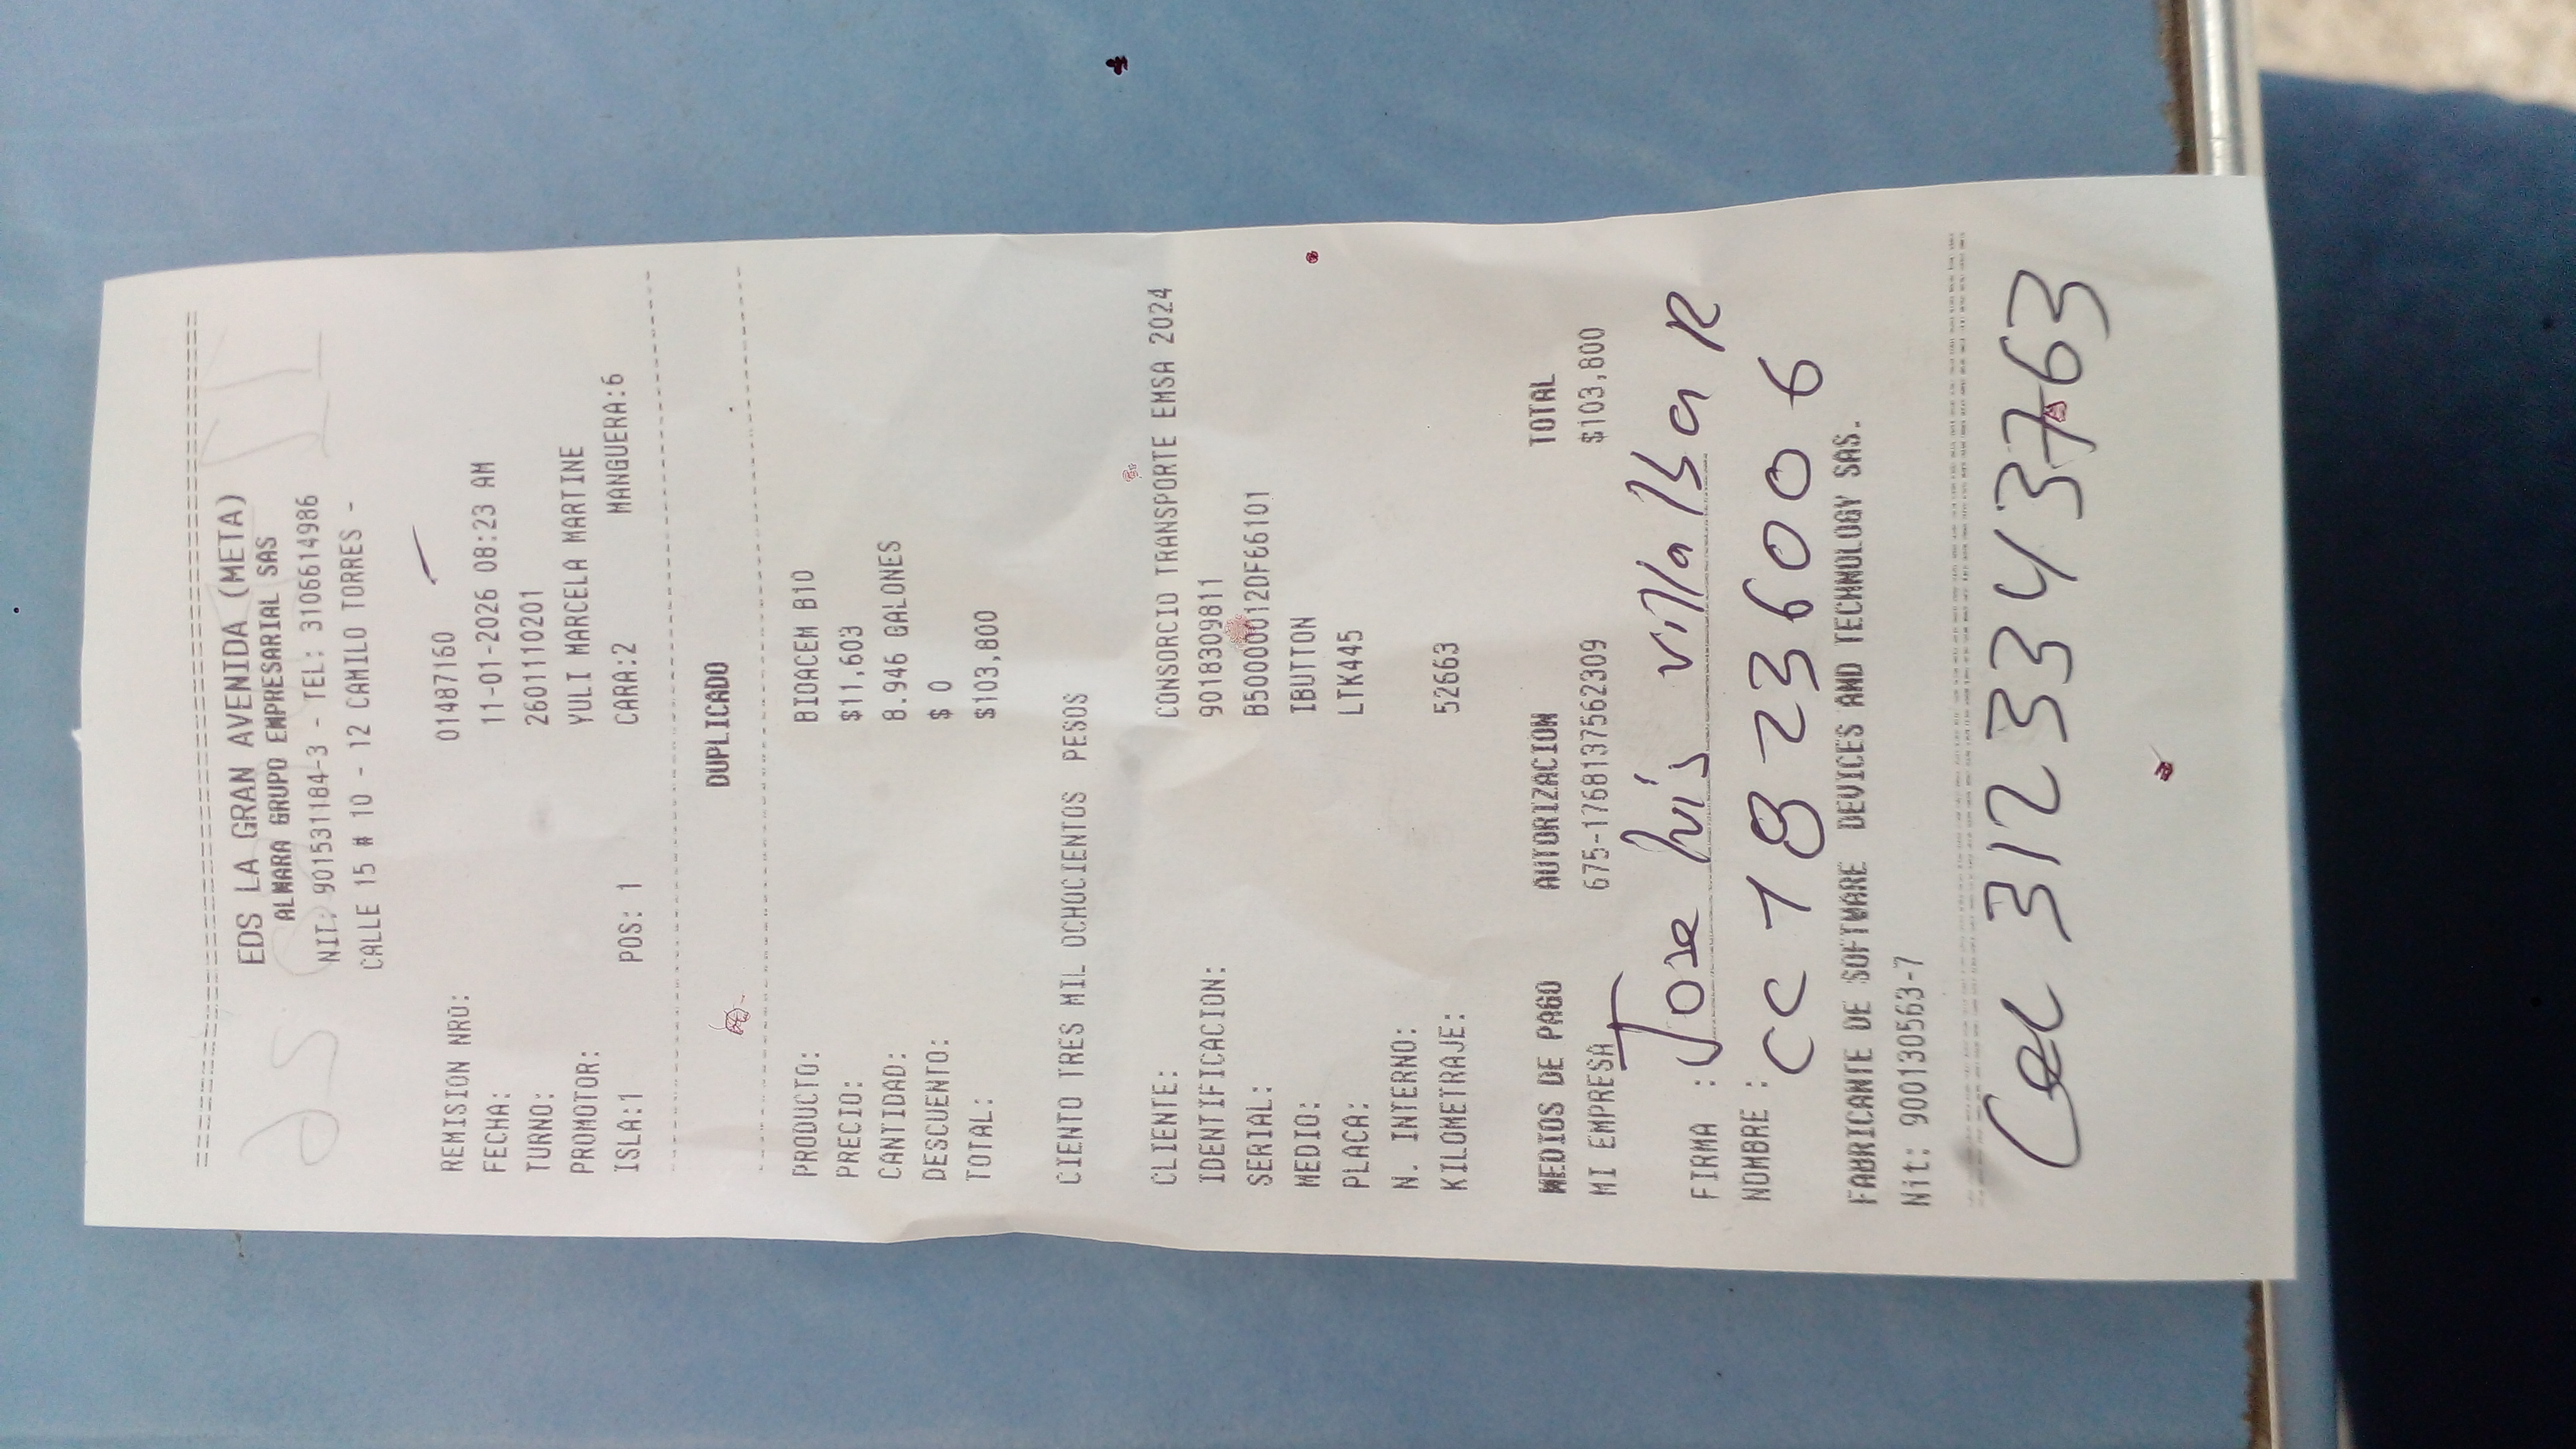 EDS LA GRAN AVENIDA (META)
ALMARA GRUPO EMPRESARIAL SAS
NIT: 901531184-3 - TEL: 3106614986
CALLE 15 # 10 - 12 CAMILO TORRES -
REMISION NRO: 01487160
FECHA: 11-01-2026 08:23 AM
TURNO: 2601110201
PROMOTOR: YULI MARCELA MARTINE
ISLA:1 POS: 1 CARA:2 MANGUERA:6
DUPLICADO
PRODUCTO: BIOACEM B10
PRECIO: $11,603
CANTIDAD: 8.946 GALONES
DESCUENTO: $ 0
TOTAL: $103,800
CIENTO TRES MIL OCHOCIENTOS PESOS
CLIENTE: CONSORCIO TRANSPORTE EMSA 2024
IDENTIFICACION: 9018309811
SERIAL: B50000012DF66101
MEDIO: IBUTTON
PLACA: LTK445
N. INTERNO:
KILOMETRAJE: 52663
MEDIOS DE PAGO AUTORIZACION TOTAL
MI EMPRESA 675-1768137562309 $103,800
FIRMA : Jose luis villalba R
NOMBRE : CC 18236006
FABRICANTE DE SOFTWARE DEVICES AND TECHNOLOGY SAS.
Nit: 900130563-7
Cel 3123343763